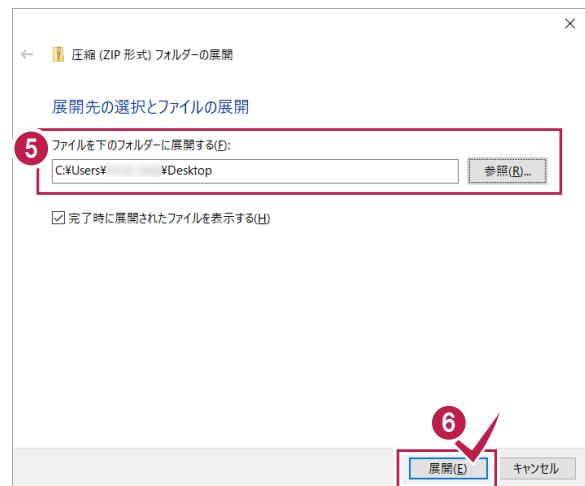 圧縮 (ZIP 形式) フォルダーの展開
展開先の選択とファイルの展開
5
ファイルを下のフォルダーに展開する(F):
C:¥Users¥ ¥Desktop
参照(R)...
完了時に展開されたファイルを表示する(H)
6
展開(E)
キャンセル